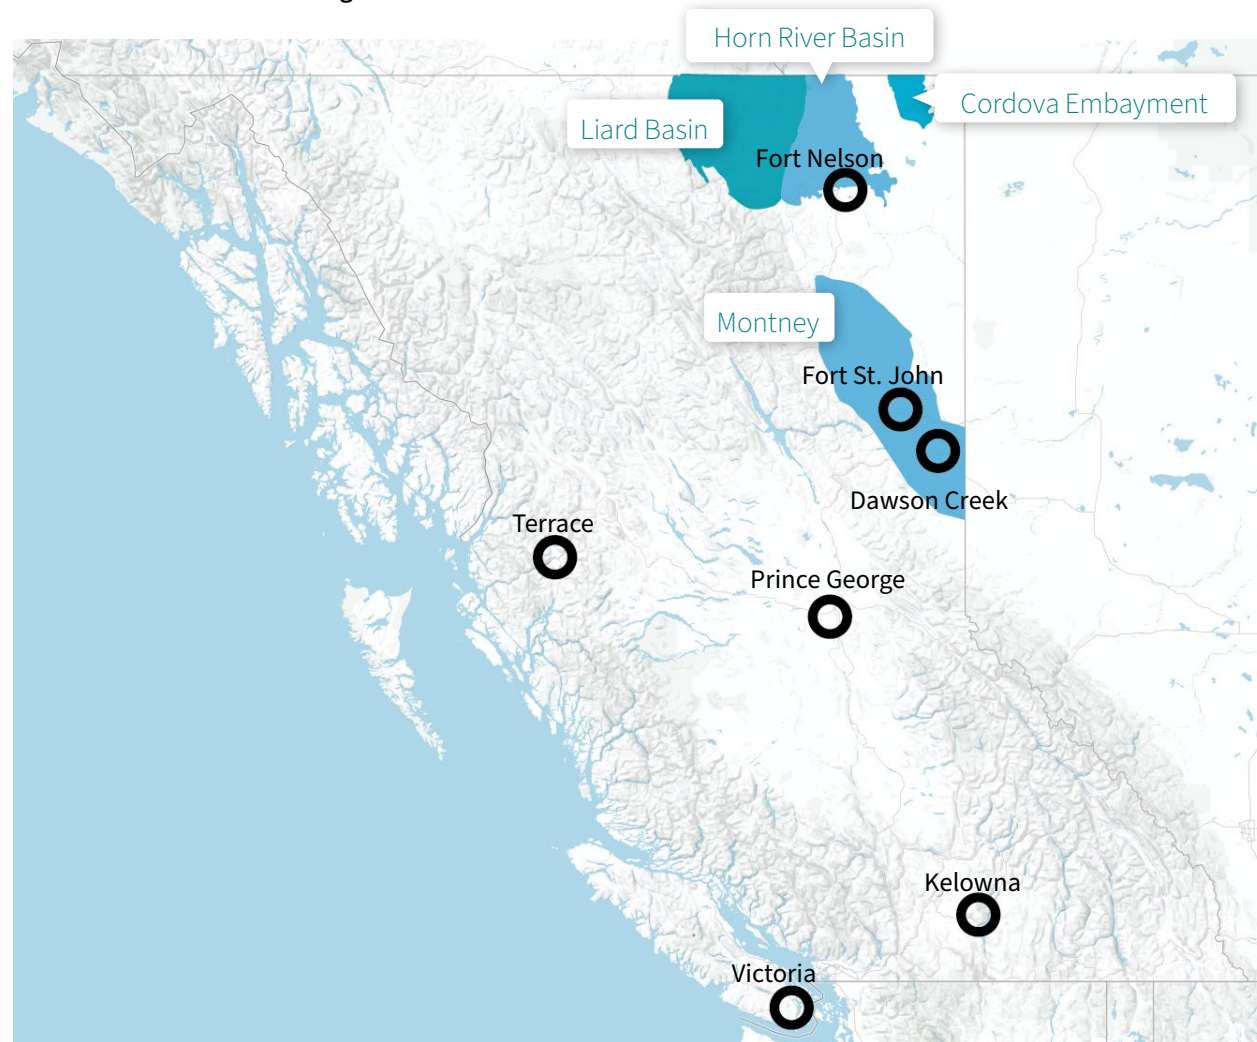 Horn River Basin
Cordova Embayment
Liard Basin
Fort Nelson
Montney
Fort St. John
Dawson Creek
Terrace
Prince George
Kelowna
Victoria